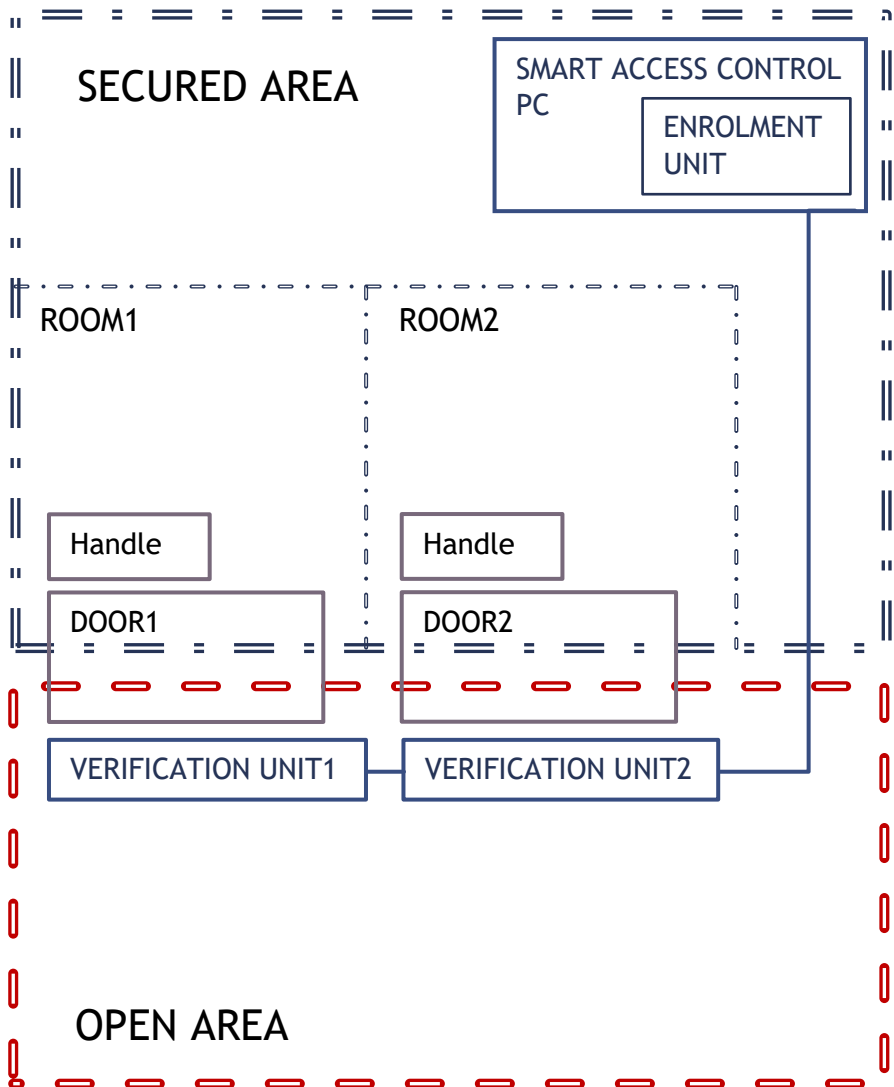 SECURED AREA
SMART ACCESS CONTROL
PC
ENROLMENT
UNIT
ROOM1
ROOM2
Handle
Handle
DOOR1
DOOR2
VERIFICATION UNIT1
VERIFICATION UNIT2
OPEN AREA